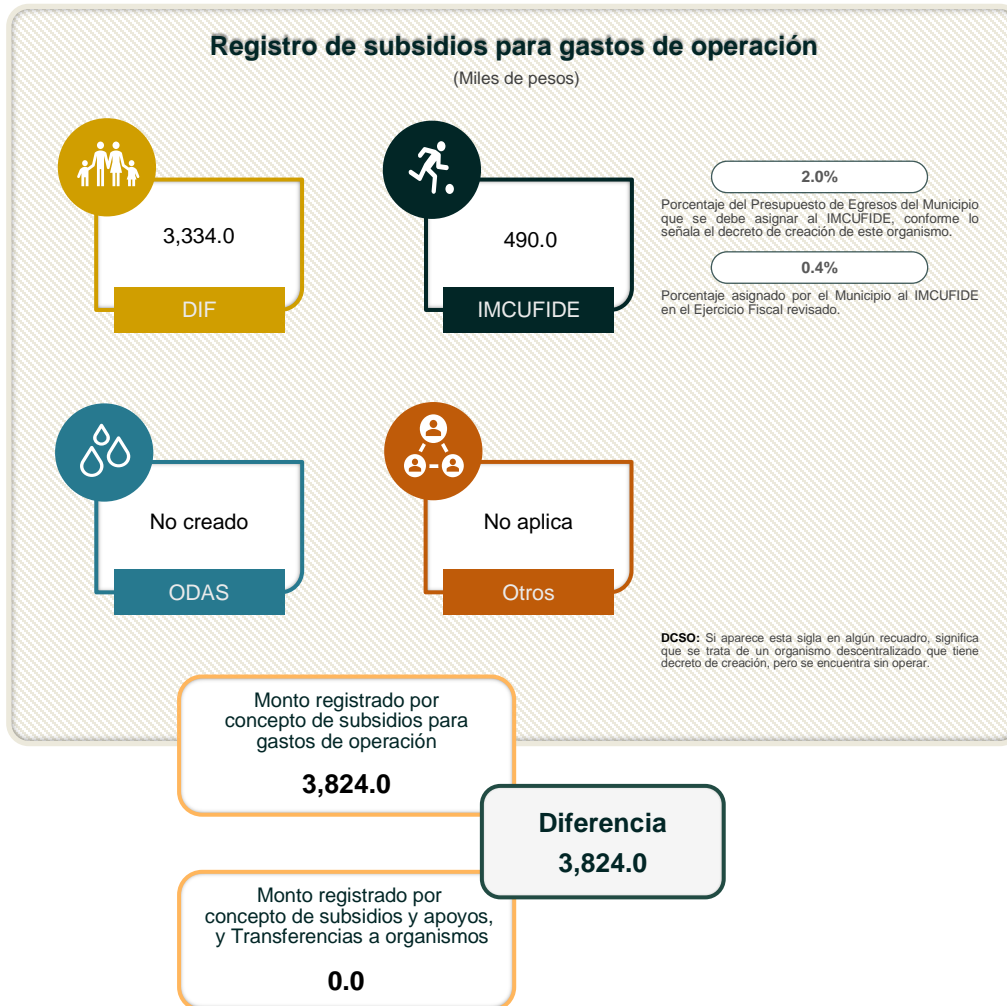 Registro de subsidios para gastos de operación
(Miles de pesos)
3,334.0
DIF
490.0
IMCUFIDE
2.0%
Porcentaje del Presupuesto de Egresos del Municipio
que se debe asignar al IMCUFIDE, conforme lo
señala el decreto de creación de este organismo.
0.4%
Porcentaje asignado por el Municipio al IMCUFIDE
en el Ejercicio Fiscal revisado.
No creado
ODAS
No aplica
Otros
DCSO: Si aparece esta sigla en algún recuadro, significa
que se trata de un organismo descentralizado que tiene
decreto de creación, pero se encuentra sin operar.
Monto registrado por
concepto de subsidios para
gastos de operación
3,824.0
Diferencia
3,824.0
Monto registrado por
concepto de subsidios y apoyos,
y Transferencias a organismos
0.0